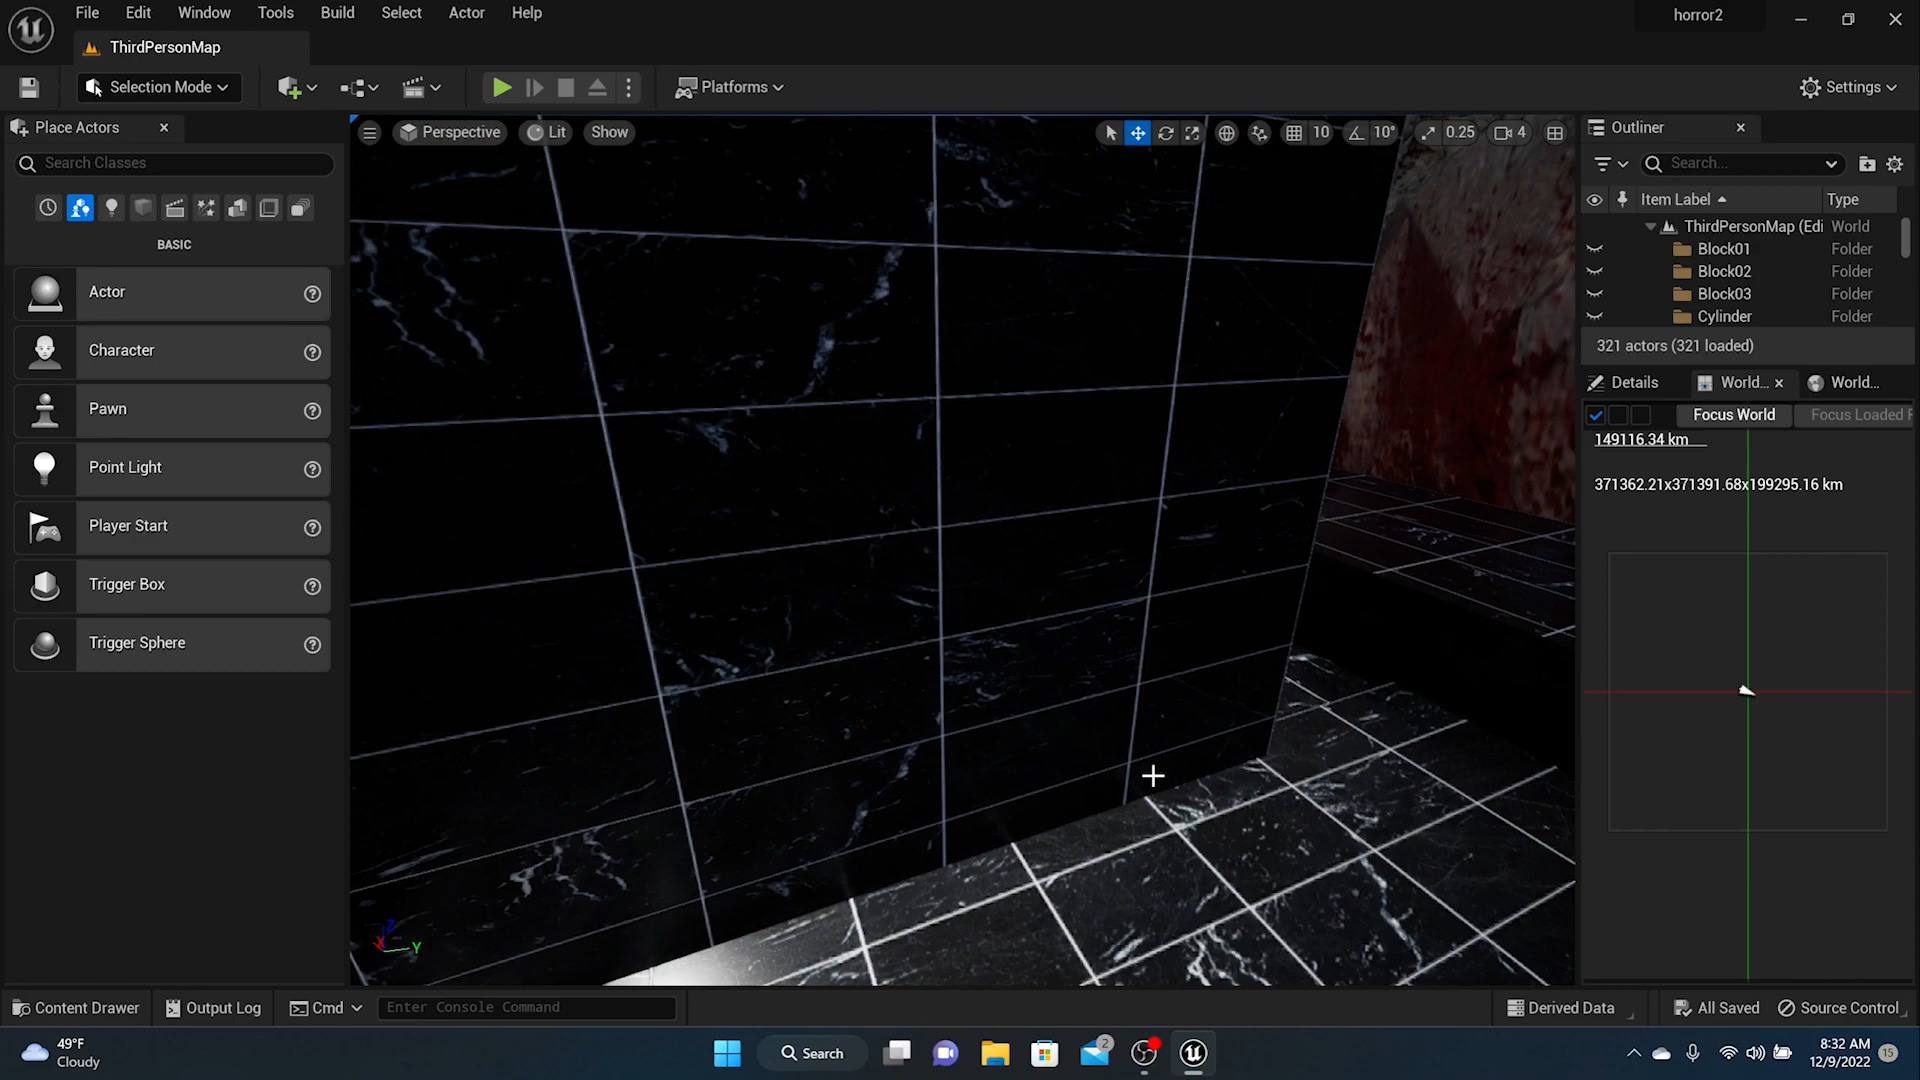 File Edit Window Tools Build Select Actor Help
horror2
ThirdPersonMap
Selection Mode
Platforms
Settings
Place Actors
Search Classes
BASIC
Actor
Character
Pawn
Point Light
Player Start
Trigger Box
Trigger Sphere
Perspective
Lit
Show
10
10°
0.25
4
Z
X
Y
Outliner
Search...
Item Label
Type
ThirdPersonMap (Edi World
Block01 Folder
Block02 Folder
Block03 Folder
Cylinder Folder
321 actors (321 loaded)
Details
World...
World...
Focus World
Focus Loaded R
149116.34 km
371362.21x371391.68x199295.16 km
Content Drawer
Output Log
Cmd
Enter Console Command
Derived Data
All Saved
Source Control
49°F
Cloudy
Search
2
8:32 AM
12/9/2022
15